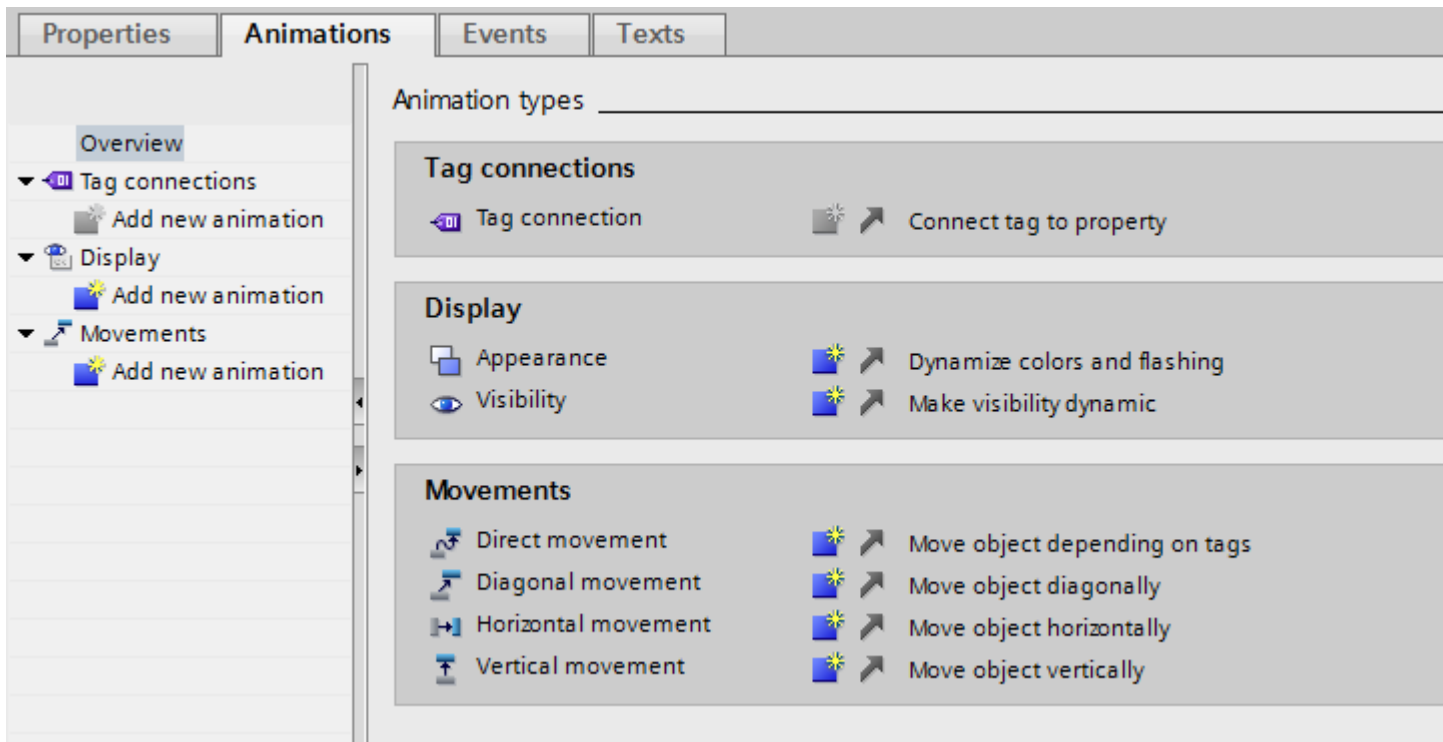 Properties Animations Events Texts
Overview
Tag connections
Add new animation
Display
Add new animation
Movements
Add new animation
Animation types
Tag connections
Tag connection Connect tag to property
Display
Appearance Dynamize colors and flashing
Visibility Make visibility dynamic
Movements
Direct movement Move object depending on tags
Diagonal movement Move object diagonally
Horizontal movement Move object horizontally
Vertical movement Move object vertically